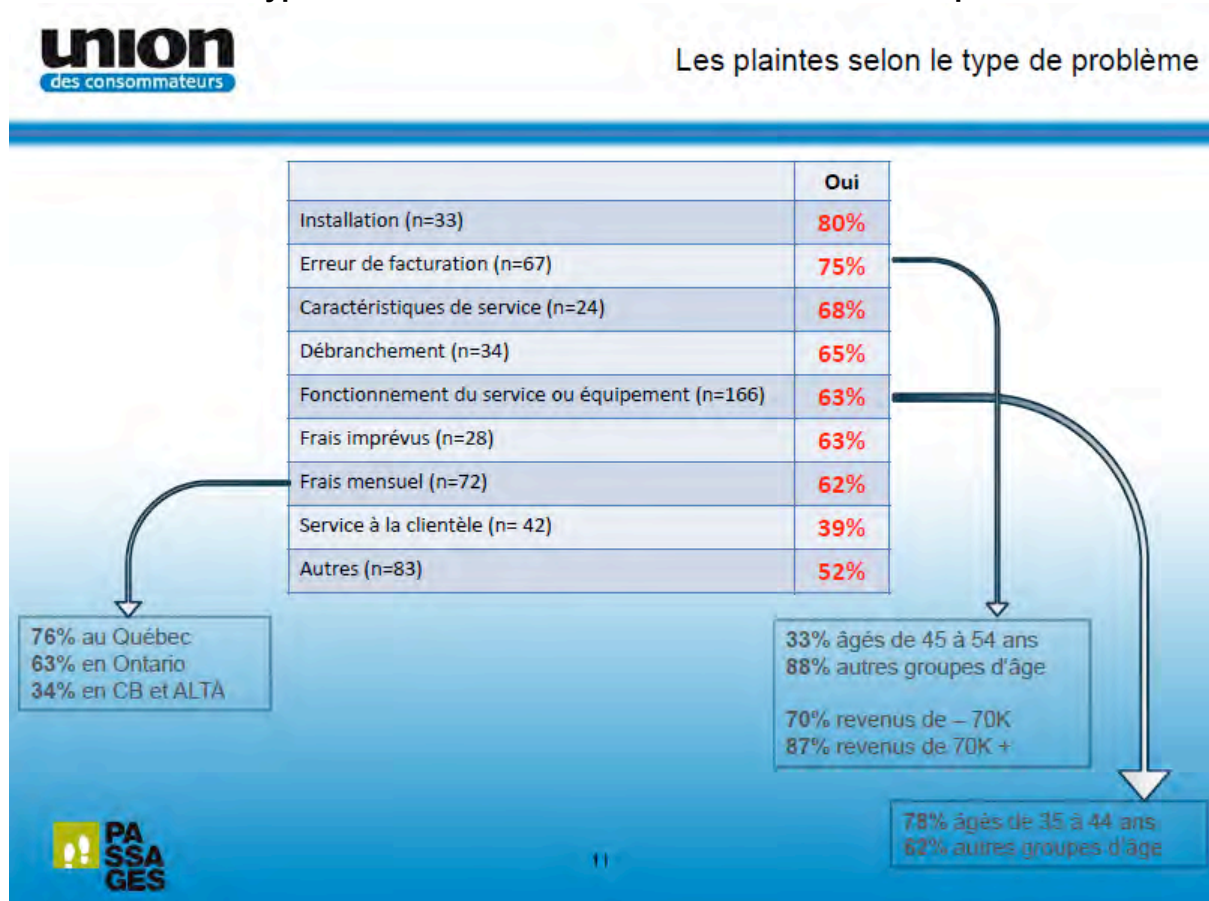 union
des consommateurs
Les plaintes selon le type de problème
Oui
Installation (n=33) 80%
Erreur de facturation (n=67) 75%
Caractéristiques de service (n=24) 68%
Débranchement (n=34) 65%
Fonctionnement du service ou équipement (n=166) 63%
Frais imprévus (n=28) 63%
Frais mensuel (n=72) 62%
Service à la clientèle (n= 42) 39%
Autres (n=83) 52%
76% au Québec
63% en Ontario
34% en CB et ALTA
33% âgés de 45 à 54 ans
88% autres groupes d'âge
70% revenus de – 70K
87% revenus de 70K +
78% âgés de 35 à 44 ans
62% autres groupes d'âge
PA
SSA
GES
11